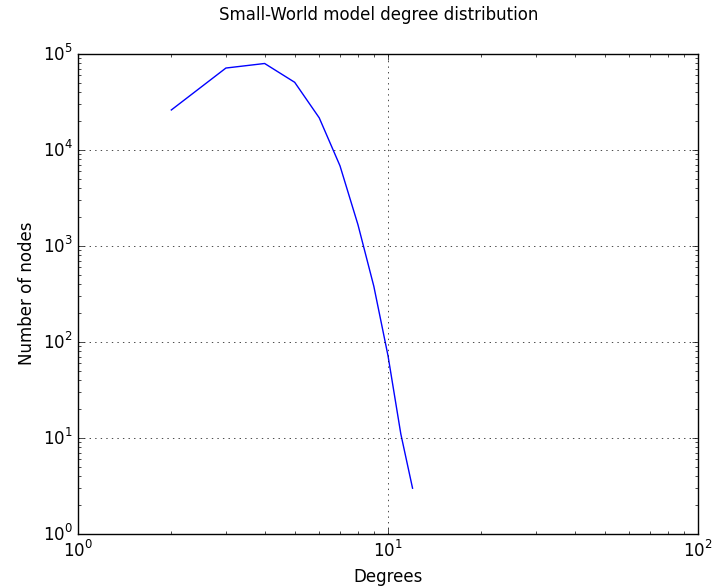 Small-World model degree distribution
10^5
10^4
10^3
10^2
10^1
10^0
Number of nodes
10^0 10^1 10^2
Degrees